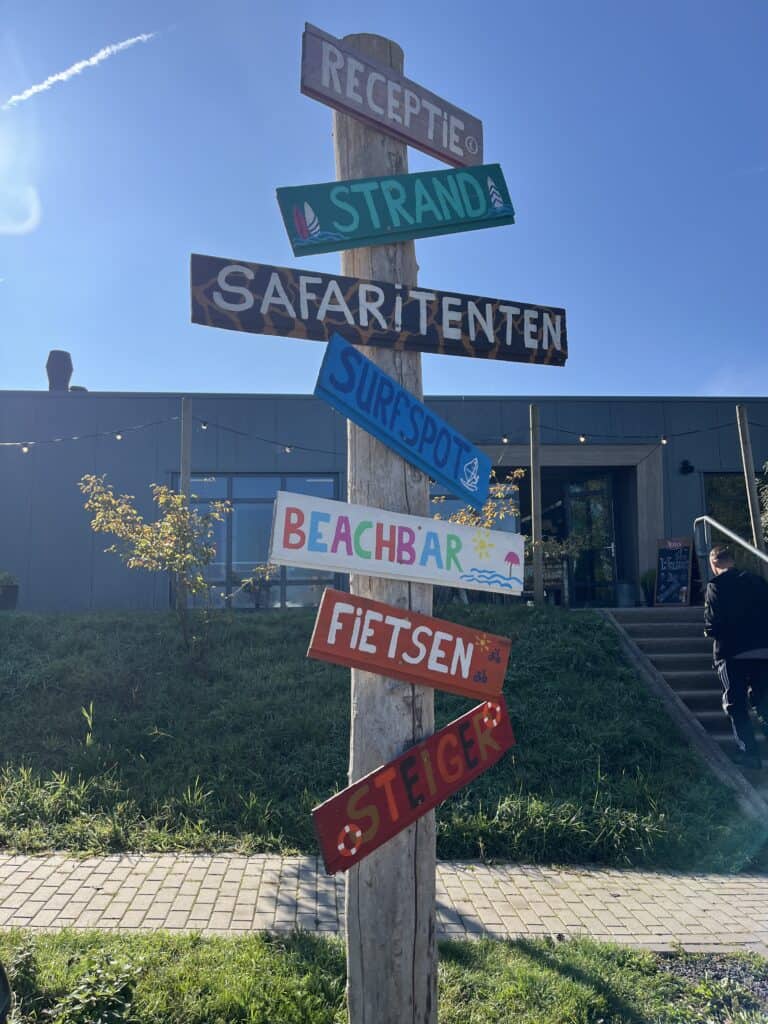 RECEPTiE
STRAND
SAFARiTENTEN
SURFSPOT
BEACHBAR
FiETSEN
STEiGER